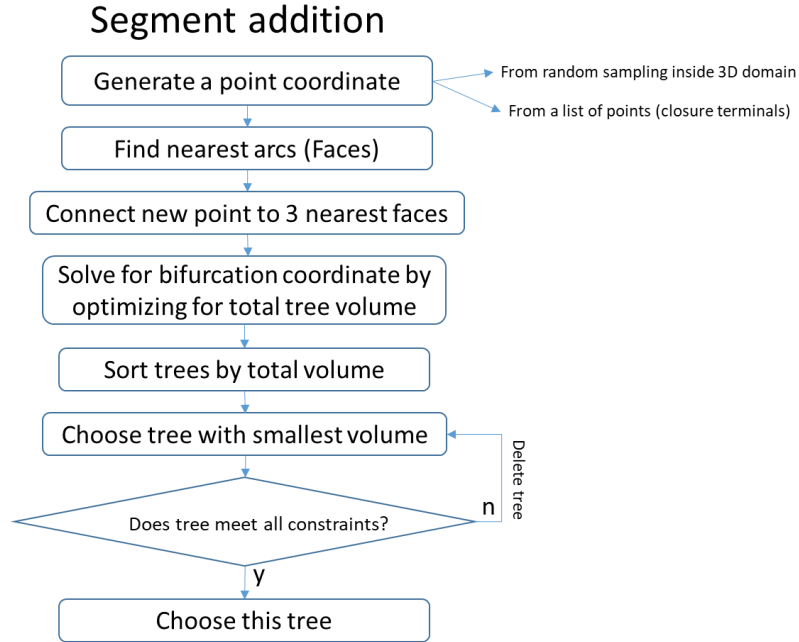 Segment addition
Generate a point coordinate
From random sampling inside 3D domain
From a list of points (closure terminals)
Find nearest arcs (Faces)
Connect new point to 3 nearest faces
Solve for bifurcation coordinate by
optimizing for total tree volume
Sort trees by total volume
Choose tree with smallest volume
Delete tree
n
Does tree meet all constraints?
y
Choose this tree